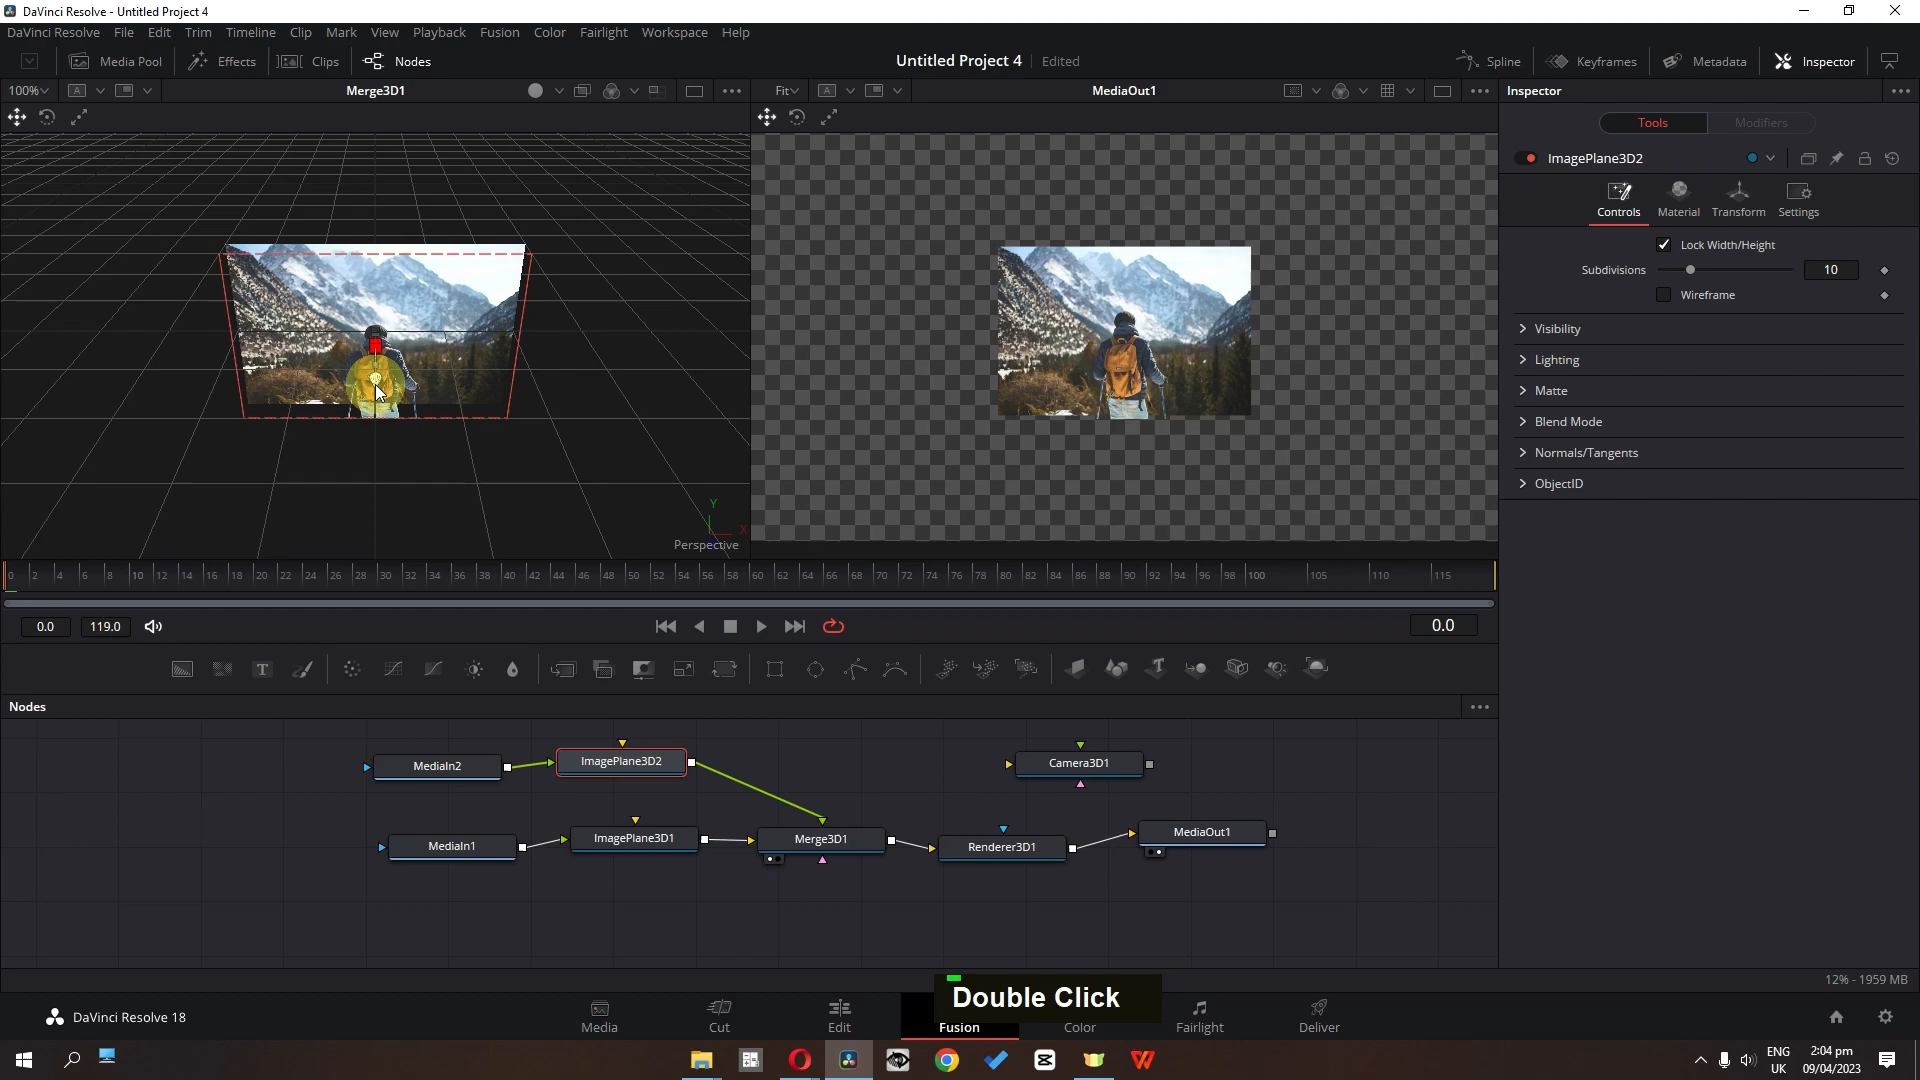 DaVinci Resolve - Untitled Project 4
DaVinci Resolve File Edit Trim Timeline Clip Mark View Playback Fusion Color Fairlight Workspace Help
Media Pool Effects Clips Nodes Untitled Project 4 Edited Spline Keyframes Metadata Inspector
100% A Merge3D1 Fit A MediaOut1 Inspector
Tools Modifiers
ImagePlane3D2
Controls Material Transform Settings
Lock Width/Height
Subdivisions 10
Wireframe
Visibility
Lighting
Matte
Blend Mode
Normals/Tangents
ObjectID
Y
X
Perspective
0 2 4 6 8 10 12 14 16 18 20 22 24 26 28 30 32 34 36 38 40 42 44 46 48 50 52 54 56 58 60 62 64 66 68 70 72 74 76 78 80 82 84 86 88 90 92 94 96 98 100 105 110 115
0.0 119.0 0.0
T T
Nodes
MediaIn2 ImagePlane3D2 Camera3D1
MediaIn1 ImagePlane3D1 Merge3D1 Renderer3D1 MediaOut1
12% - 1959 MB
Double Click
DaVinci Resolve 18 Media Cut Edit Fusion Color Fairlight Deliver
ENG
UK
2:04 pm
09/04/2023